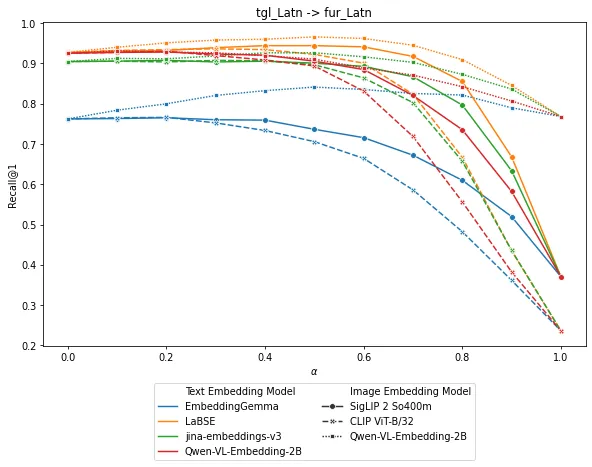 tgl_Latn -> fur_Latn
Recall@1
1.0
0.9
0.8
0.7
0.6
0.5
0.4
0.3
0.2
0.0 0.2 0.4 0.6 0.8 1.0
α
Text Embedding Model Image Embedding Model
EmbeddingGemma SigLIP 2 So400m
LaBSE CLIP ViT-B/32
jina-embeddings-v3 Qwen-VL-Embedding-2B
Qwen-VL-Embedding-2B